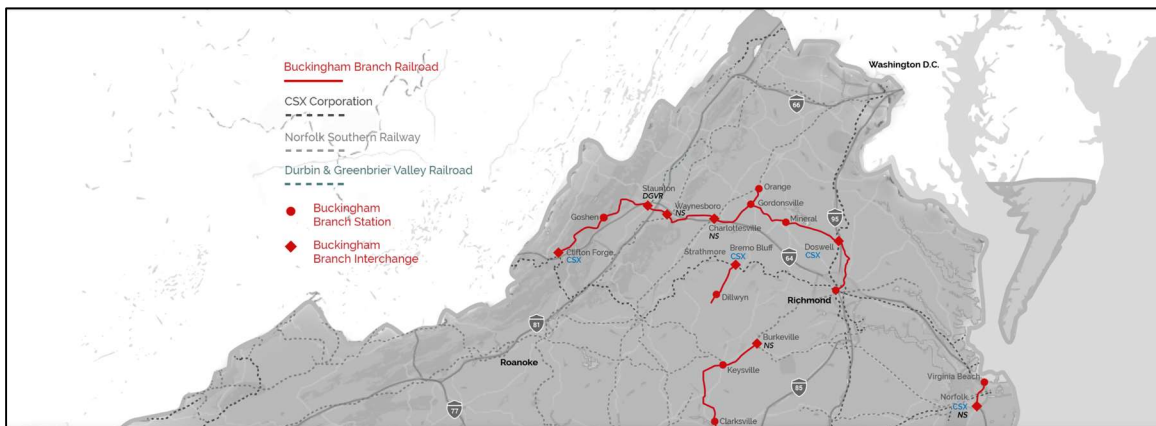 Buckingham Branch Railroad
CSX Corporation
Norfolk Southern Railway
Durbin & Greenbrier Valley Railroad
Buckingham
Branch Station
Buckingham
Branch Interchange
Washington D.C.
66
Staunton
DGVR
Orange
Waynesboro
NS
Gordonsville
Goshen
Mineral
95
Charlottesville
NS
Doswell
CSX
Clifton Forge
CSX
Strathmore
Bremo Bluff
CSX
64
Dillwyn
Richmond
81
Burkeville
NS
Roanoke
Keysville
Virginia Beach
85
77
Norfolk
CSX
NS
Clarksville